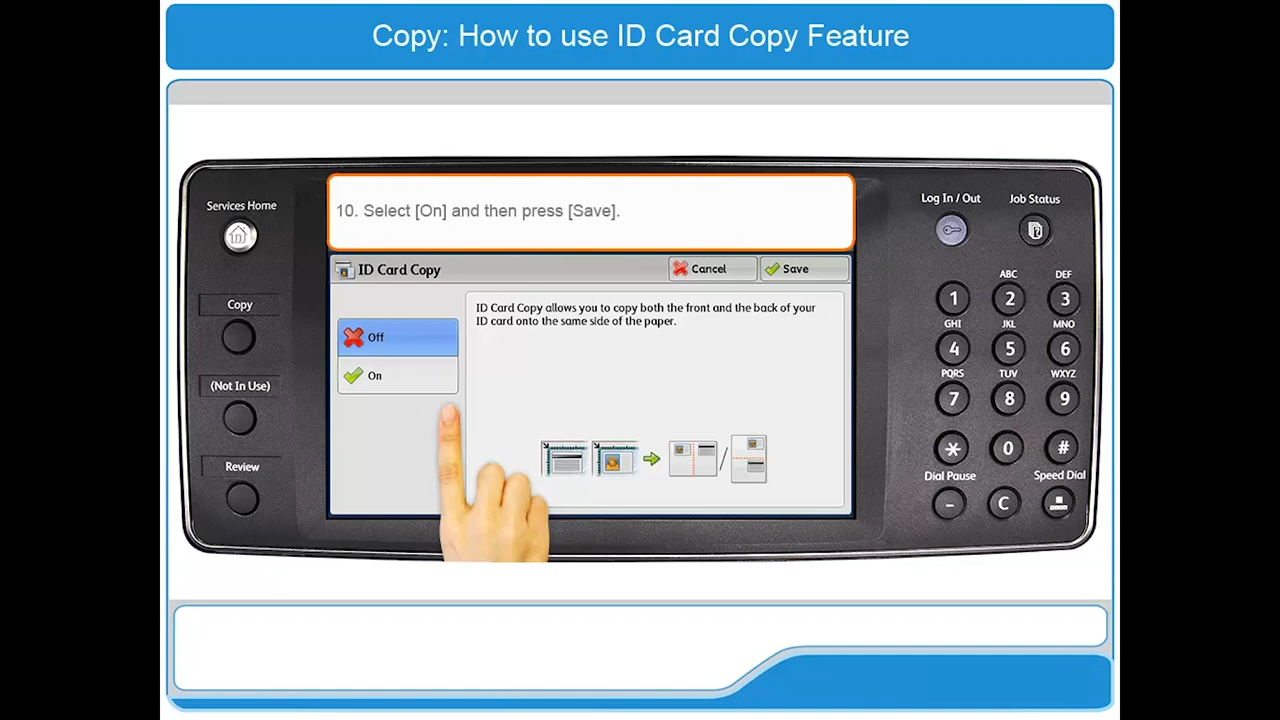 Copy: How to use ID Card Copy Feature
10. Select [On] and then press [Save].
Services Home
Log In / Out
Job Status
ID Card Copy
Cancel
Save
ID Card Copy allows you to copy both the front and the back of your
ID card onto the same side of the paper.
Off
On
Copy
(Not In Use)
Review
ABC
DEF
1
2
3
GHI
JKL
MNO
4
5
6
PQRS
TUV
WXYZ
7
8
9
*
0
#
Dial Pause
Speed Dial
-
C